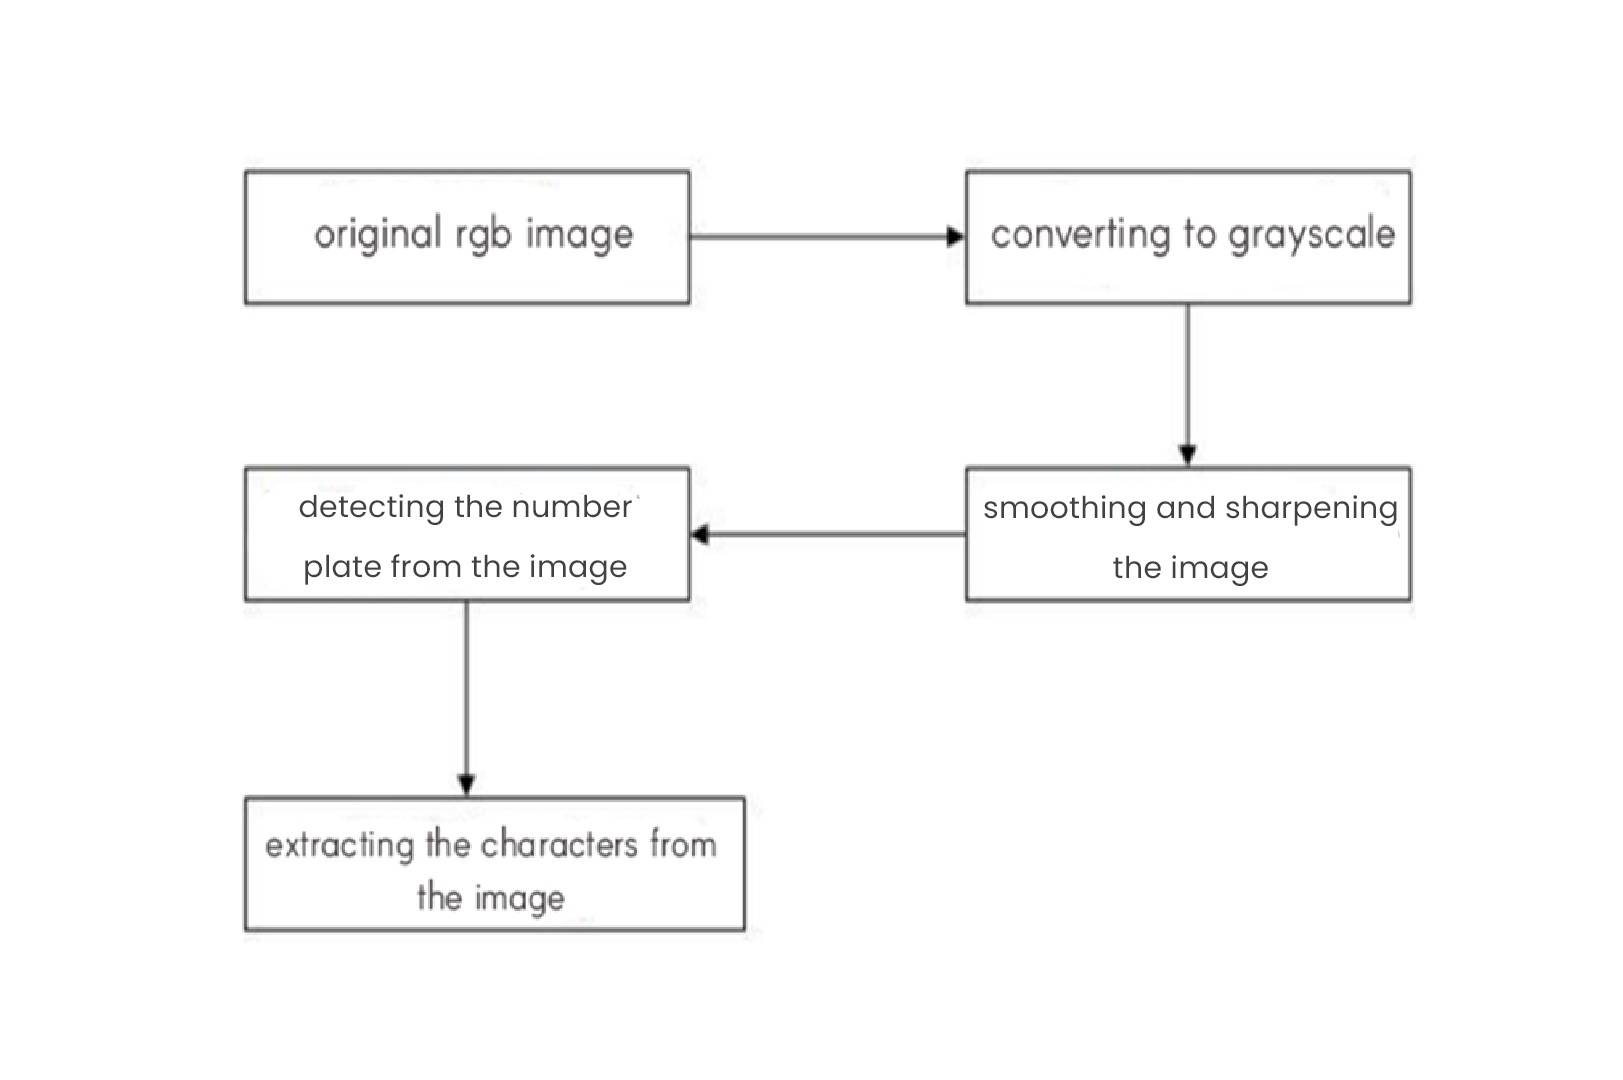 original rgb image
converting to grayscale
smoothing and sharpening
the image
detecting the number
plate from the image
extracting the characters from
the image